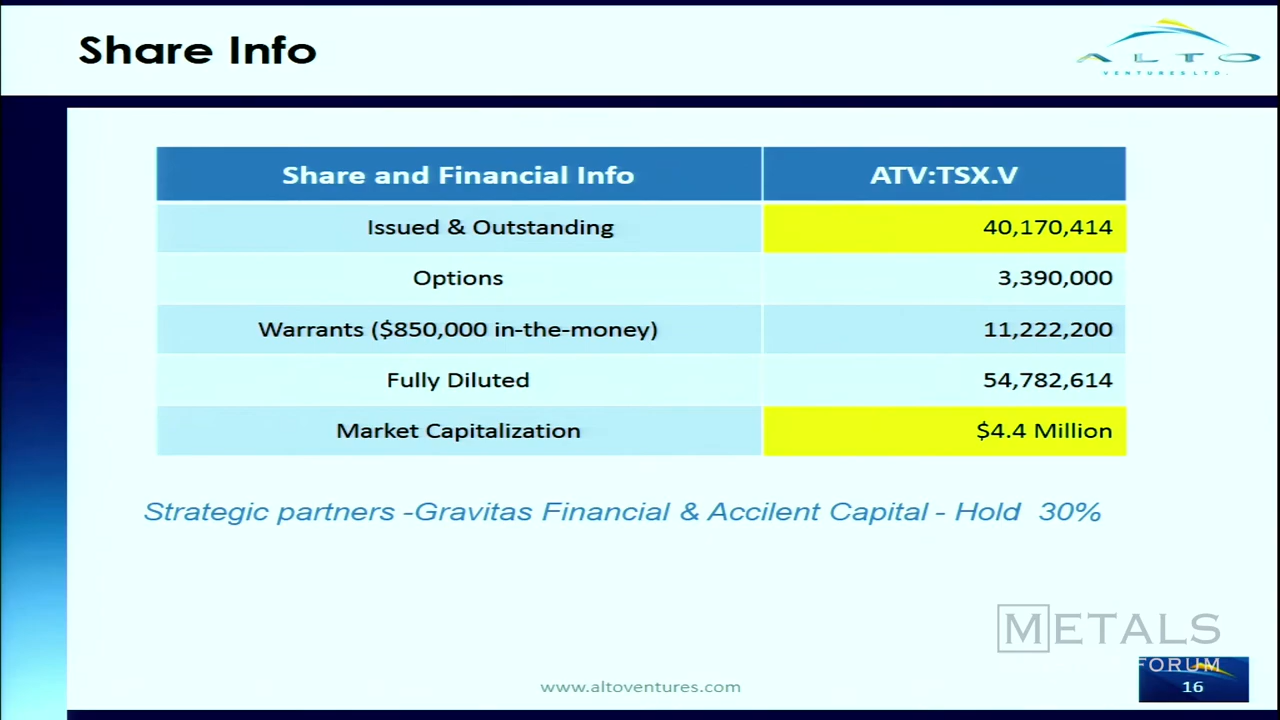 Share Info
ALTO
VENTURES LTD.
Share and Financial Info ATV:TSX.V
Issued & Outstanding 40,170,414
Options 3,390,000
Warrants ($850,000 in-the-money) 11,222,200
Fully Diluted 54,782,614
Market Capitalization $4.4 Million
Strategic partners -Gravitas Financial & Accilent Capital - Hold 30%
METALS
FORUM
www.altoventures.com
16